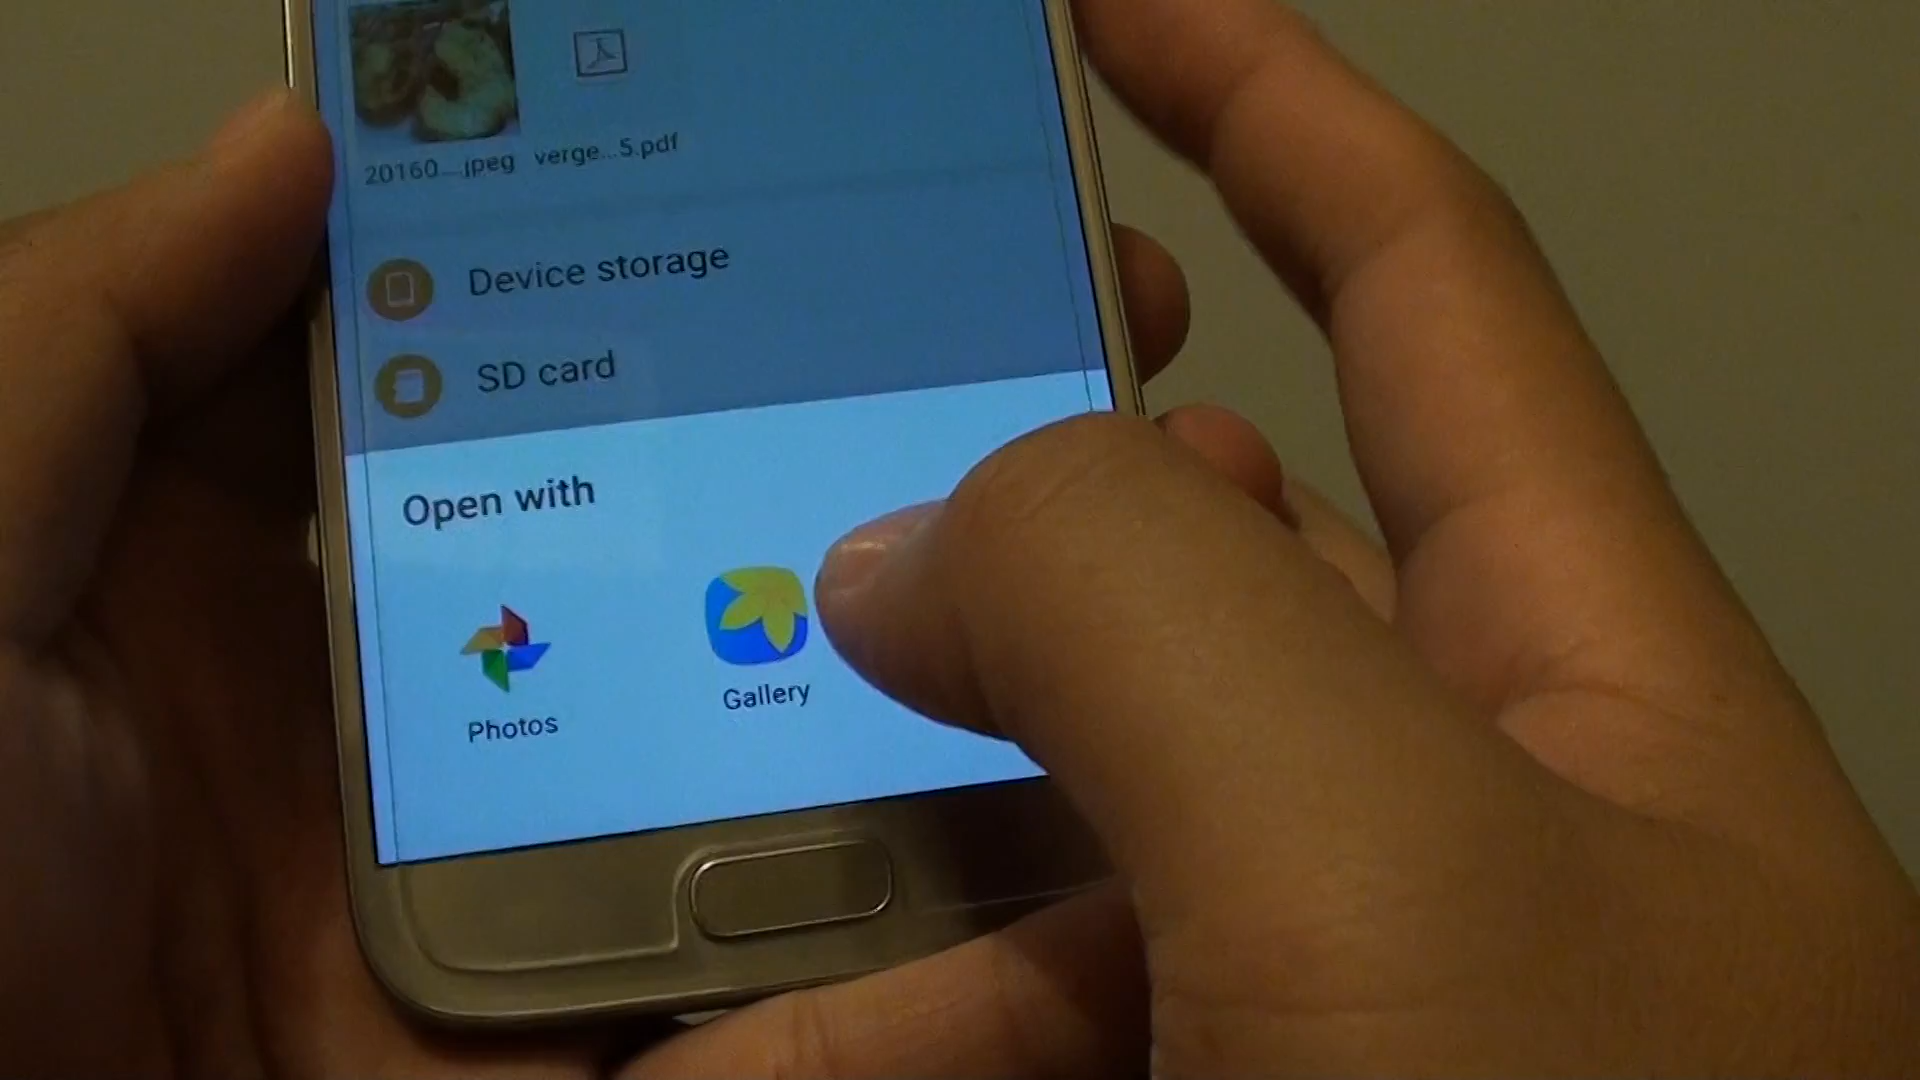 20160...jpeg
verge...5.pdf
Device storage
SD card
Open with
Photos
Gallery